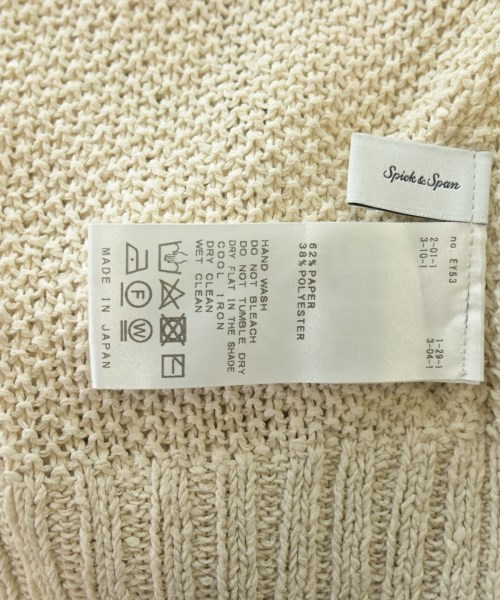 Spick & Span
no. EY53
2-01-1 1-29-1
3-10-1 3-04-1
62% PAPER
38% POLYESTER
HAND WASH
DO NOT BLEACH
DO NOT TUMBLE DRY
DRY FLAT IN THE SHADE
COOL IRON
DRY CLEAN
WET CLEAN
F
W
MADE IN JAPAN